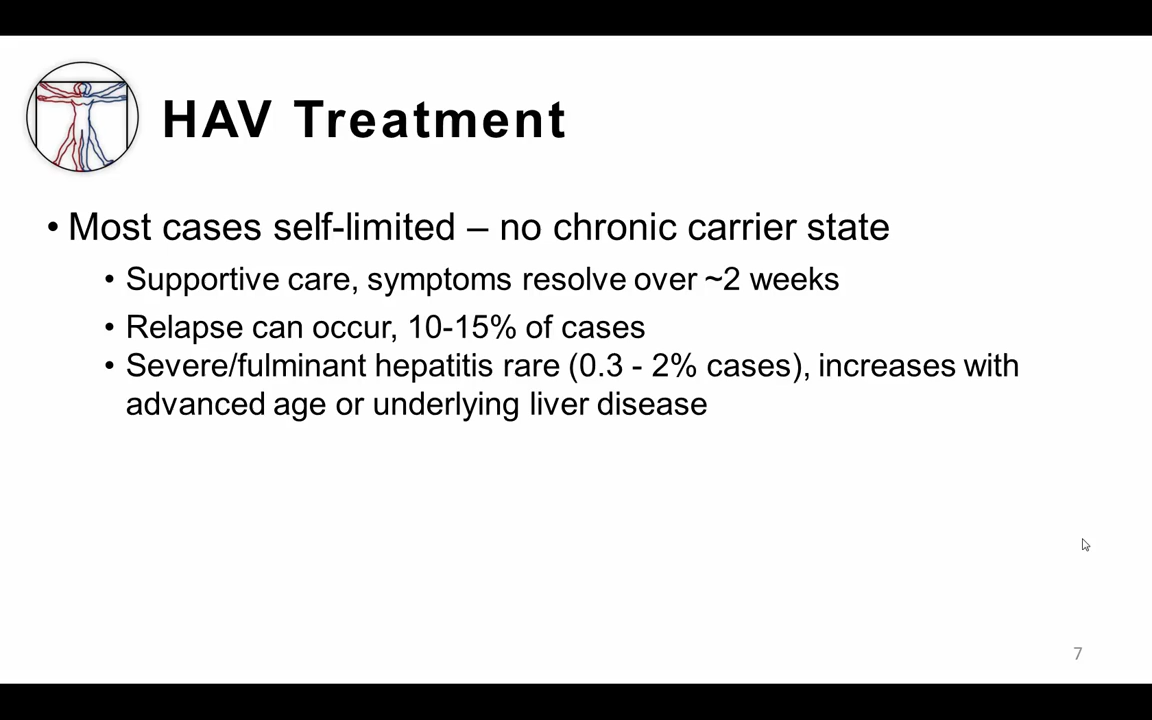 HAV Treatment
• Most cases self-limited – no chronic carrier state
• Supportive care, symptoms resolve over ~2 weeks
• Relapse can occur, 10-15% of cases
• Severe/fulminant hepatitis rare (0.3 - 2% cases), increases with
advanced age or underlying liver disease
7